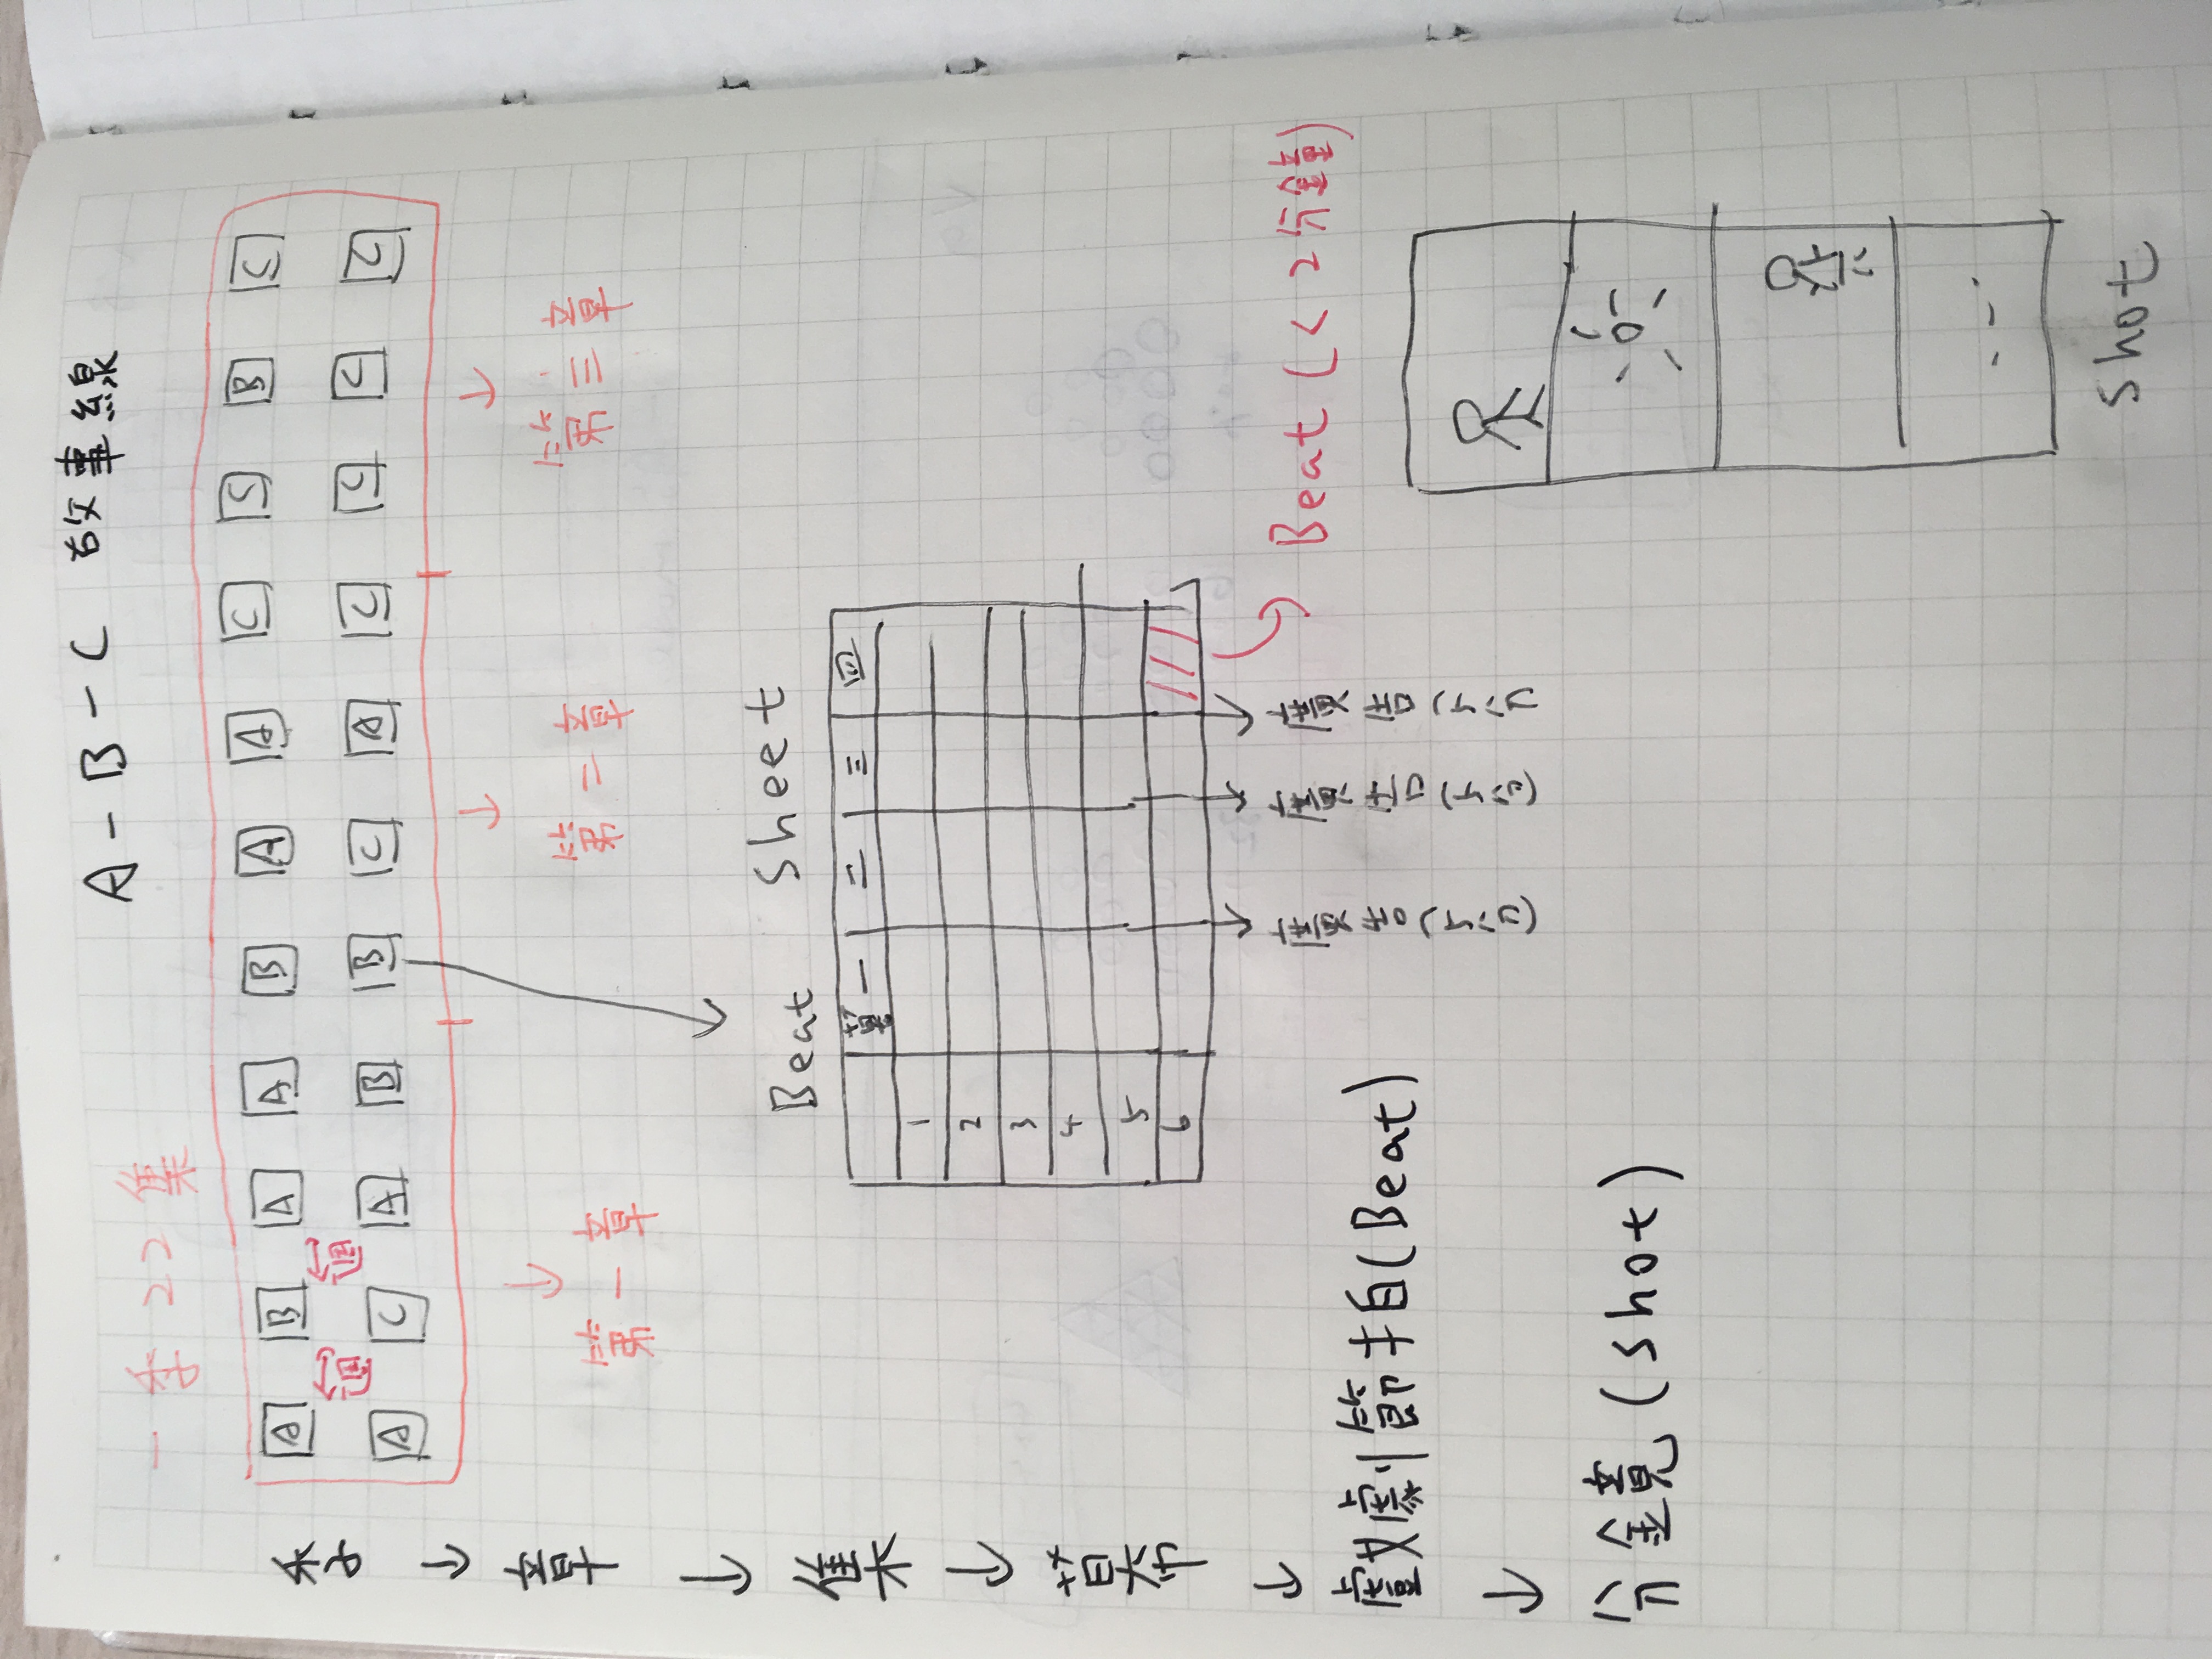 A - B - C 故事線
一季 22 集
A B A A B A A C C B C
週 週
A C A B B C A C C C C
季
↓
章
↓
集
↓
幕
↓
戲劇節拍(Beat)
↓
分鏡(shot)
第一章
第二章
第三章
Beat Sheet
幕一 二 三 四
1
2
3
4
5
6
廣告(5分)
廣告(5分)
廣告(5分)
Beat (< 2分鐘)
shot